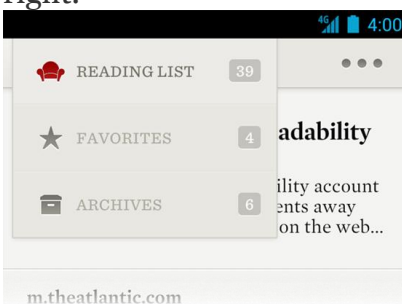 right.
4G 4:00
READING LIST 39
FAVORITES 4
adability
ARCHIVES 6
ility account
ents away
on the web...
m.theatlantic.com